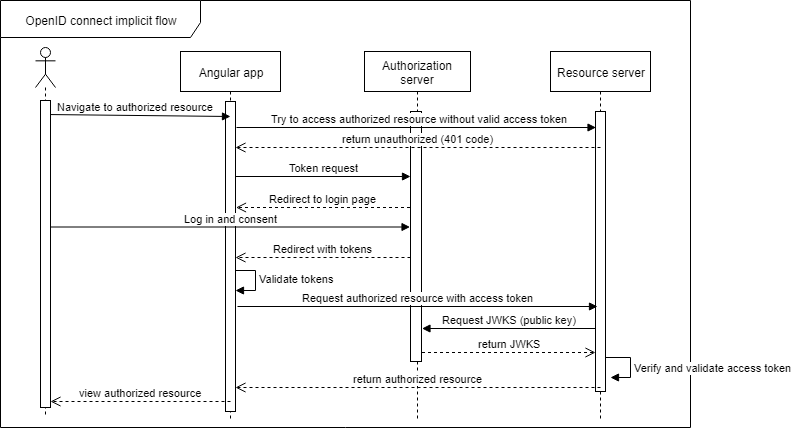 OpenID connect implicit flow
Angular app
Authorization
server
Resource server
Navigate to authorized resource
Try to access authorized resource without valid access token
return unauthorized (401 code)
Token request
Redirect to login page
Log in and consent
Redirect with tokens
Validate tokens
Request authorized resource with access token
Request JWKS (public key)
return JWKS
Verify and validate access token
return authorized resource
view authorized resource